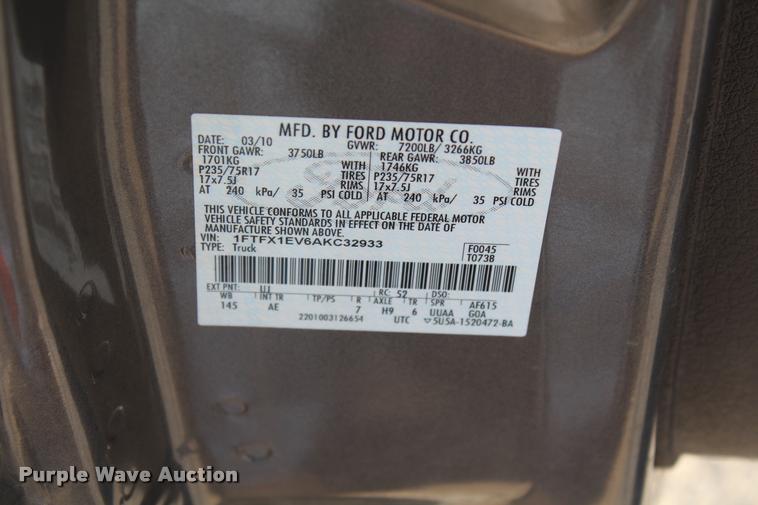 MFD. BY FORD MOTOR CO.
DATE: 03/10 GVWR: 7200LB/ 3266KG
FRONT GAWR: 3750LB REAR GAWR: 3850LB
1701KG WITH 1746KG WITH
P235/75R17 TIRES P235/75R17 TIRES
17x7.5J RIMS 17x7.5J RIMS
AT 240 kPa/ 35 PSI COLD AT 240 kPa/ 35 PSI COLD
THIS VEHICLE CONFORMS TO ALL APPLICABLE FEDERAL MOTOR
VEHICLE SAFETY STANDARDS IN EFFECT ON THE DATE OF
MANUFACTURE SHOWN ABOVE.
VIN: 1FTFX1EV6AKC32933 F0045
TYPE: Truck T0738
EXT PNT: UJ RC: 52 DSO:
WB INT TR TP/PS R AXLE TR SPR AF615
145 AE 7 H9 6 UUAA GOA
2201003126654 UTC 5U5A-1520472-BA
Purple Wave Auction